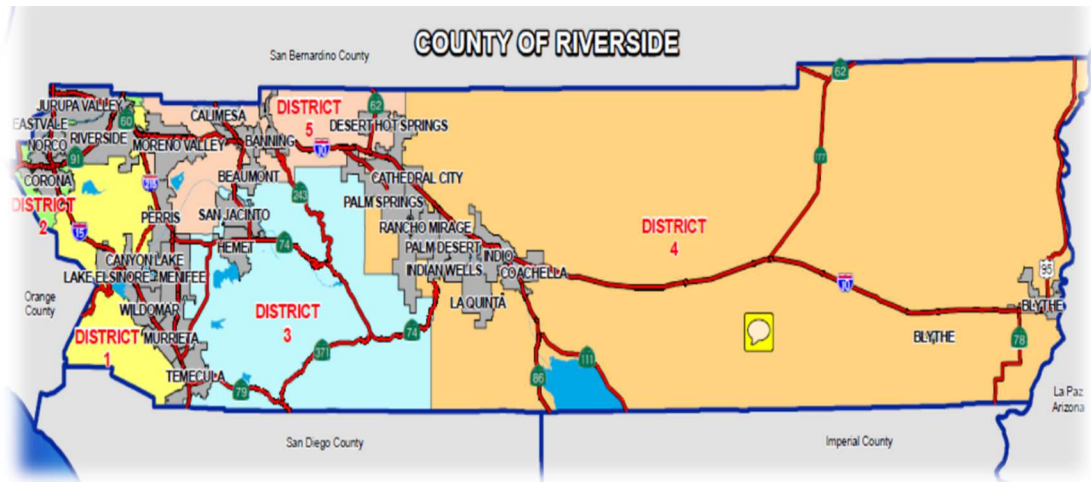 COUNTY OF RIVERSIDE
San Bernardino County
62
62
JURUPA VALLEY
60
CALIMESA
DISTRICT
5
DESERT HOT SPRINGS
EASTVALE
RIVERSIDE
NORCO
MORENO VALLEY
BANNING
10
91
177
CORONA
BEAUMONT
CATHEDRAL CITY
215
243
PALM SPRINGS
DISTRICT
2
15
PERRIS
SAN JACINTO
RANCHO MIRAGE
DISTRICT
4
HEMET
74
PALM DESERT
INDIO
CANYON LAKE
LAKE ELSINORE
MENIFEE
INDIAN WELLS
COACHELLA
95
10
Orange
County
WILDOMAR
DISTRICT
3
LA QUINTA
BLYTHE
DISTRICT
1
MURRIETA
74
BLYTHE
78
371
111
TEMECULA
79
86
La Paz
Arizona
San Diego County
Imperial County